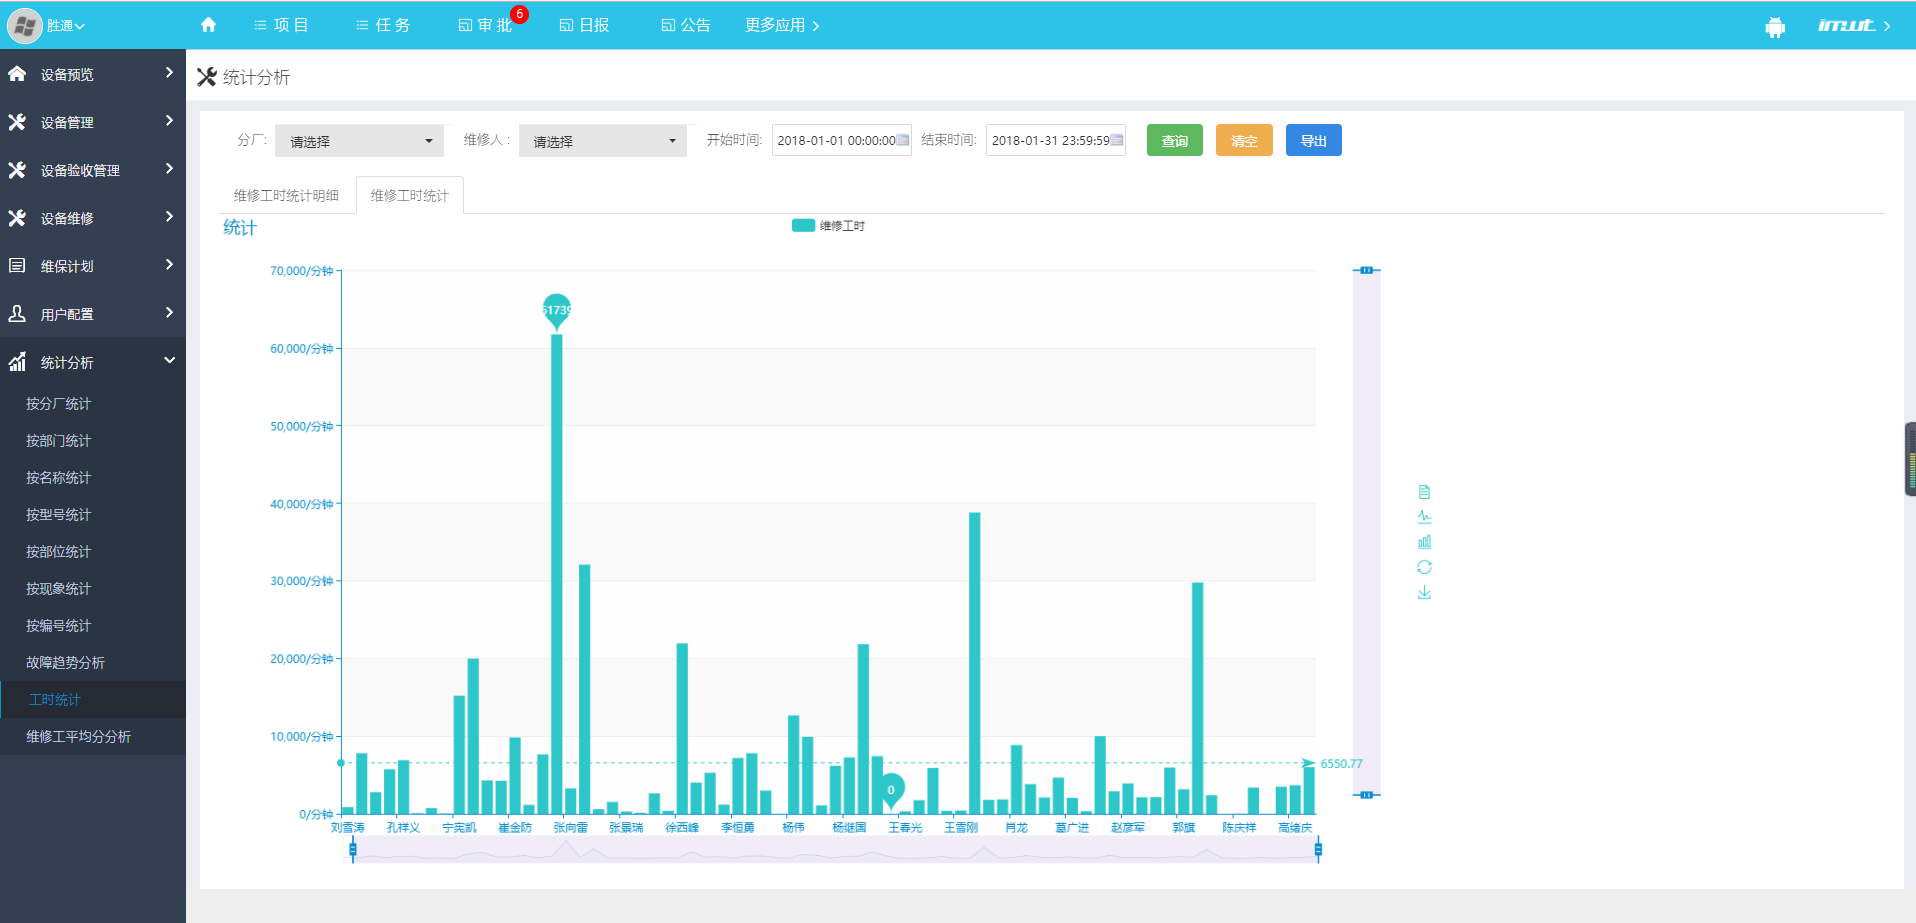 胜通
项 目
任 务
审 批
6
日报
公告
更多应用
imwt
设备预览
设备管理
设备验收管理
设备维修
维保计划
用户配置
统计分析
按分厂统计
按部门统计
按名称统计
按型号统计
按部位统计
按现象统计
按编号统计
故障趋势分析
工时统计
维修工平均分分析
统计分析
分厂:
请选择
维修人 :
请选择
开始时间:
2018-01-01 00:00:00
结束时间:
2018-01-31 23:59:59
查询
清空
导出
维修工时统计明细
维修工时统计
统计
维修工时
70,000/分钟
60,000/分钟
50,000/分钟
40,000/分钟
30,000/分钟
20,000/分钟
10,000/分钟
0/分钟
61739
0
6550.77
刘雪涛
孔祥义
宁宪凯
崔金防
张向雷
张景瑞
徐西峰
李恒勇
杨伟
杨继国
王春光
王雪刚
肖龙
葛广进
赵彦军
郭旗
陈庆祥
高绪庆